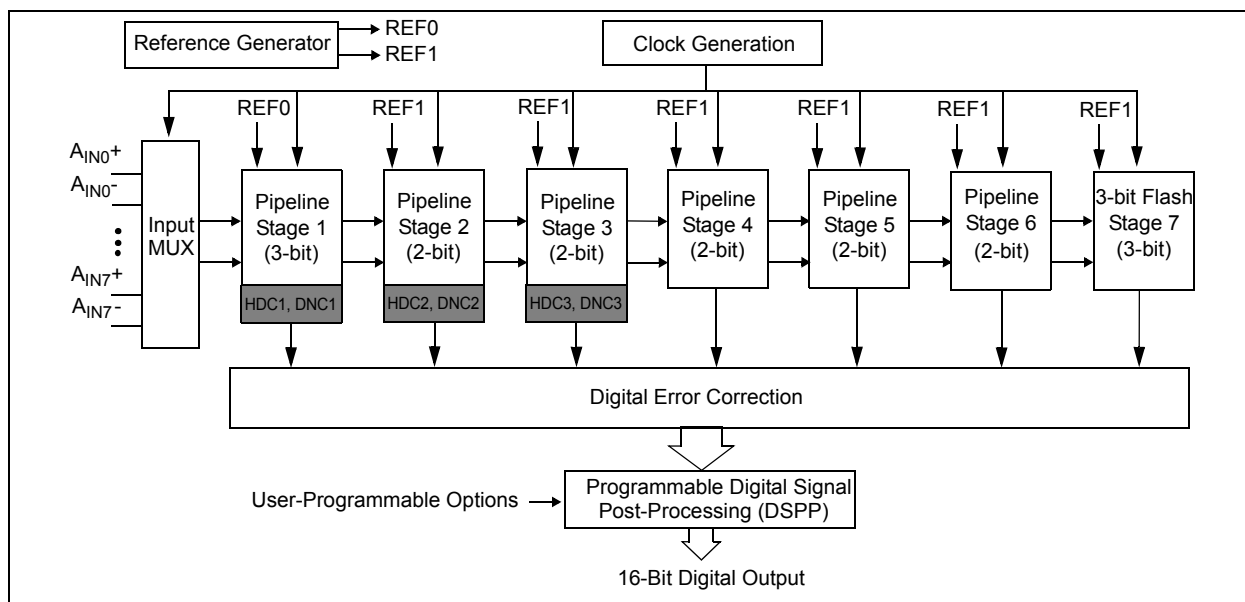 Reference Generator
REF0
REF1
Clock Generation
REF0
REF1
REF1
REF1
REF1
REF1
REF1
AIN0+
AIN0-
•
•
•
AIN7+
AIN7-
Input
MUX
Pipeline
Stage 1
(3-bit)
HDC1, DNC1
Pipeline
Stage 2
(2-bit)
HDC2, DNC2
Pipeline
Stage 3
(2-bit)
HDC3, DNC3
Pipeline
Stage 4
(2-bit)
Pipeline
Stage 5
(2-bit)
Pipeline
Stage 6
(2-bit)
3-bit Flash
Stage 7
(3-bit)
Digital Error Correction
User-Programmable Options
Programmable Digital Signal
Post-Processing (DSPP)
16-Bit Digital Output